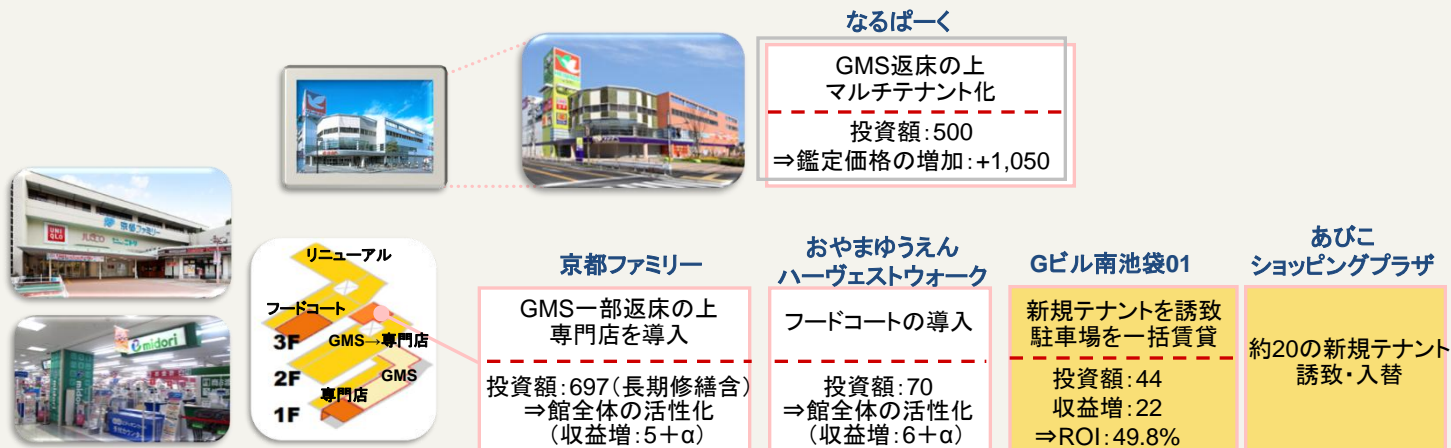 なるぱーく
GMS返床の上
マルチテナント化
投資額:500
⇒鑑定価格の増加:+1,050
京都ファミリー
UNI
QLO
midori
リニューアル
フードコート
3F
GMS→専門店
2F
GMS
専門店
1F
京都ファミリー
GMS一部返床の上
専門店を導入
投資額:697(長期修繕含)
⇒館全体の活性化
(収益増:5+α)
おやまゆうえん
ハーヴェストウォーク
フードコートの導入
投資額:70
⇒館全体の活性化
(収益増:6+α)
Gビル南池袋01
新規テナントを誘致
駐車場を一括賃貸
投資額:44
収益増:22
⇒ROI:49.8%
あびこ
ショッピングプラザ
約20の新規テナント
誘致・入替